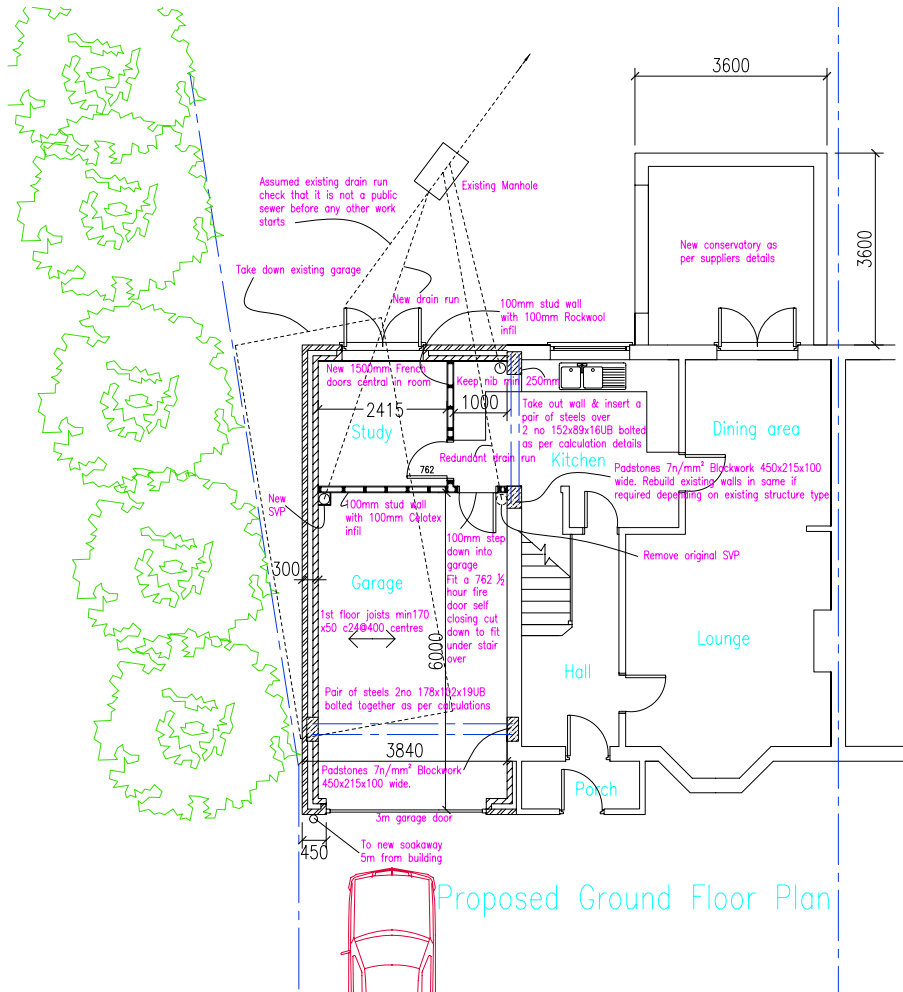 3600
Assumed existing drain run
check that it is not a public
sewer before any other work
starts
Existing Manhole
3600
New conservatory as
per suppliers details
Take down existing garage
New drain run
100mm stud wall
with 100mm Rockwool
infil
New 1500mm French
doors central in room
Keep nib min 250mm
2415
1000
Study
Take out wall & insert a
pair of steels over
2 no 152x89x16UB bolted
as per calculation details
Dining area
Redundant drain run
Kitchen
762
Padstones 7n/mm² Blockwork 450x215x100
wide. Rebuild existing walls in same if
required depending on existing structure type
New
SVP
100mm stud wall
with 100mm Celotex
infil
100mm step
down into
garage
Fit a 762 ½
hour fire
door self
closing cut
down to fit
under stair
over
Remove original SVP
300
Garage
1st floor joists min170
x50 c24@400 centres
6000
Lounge
Hall
Pair of steels 2no 178x102x19UB
bolted together as per calculations
3840
Padstones 7n/mm² Blockwork
450x215x100 wide.
Porch
3m garage door
450
To new soakaway
5m from building
Proposed Ground Floor Plan